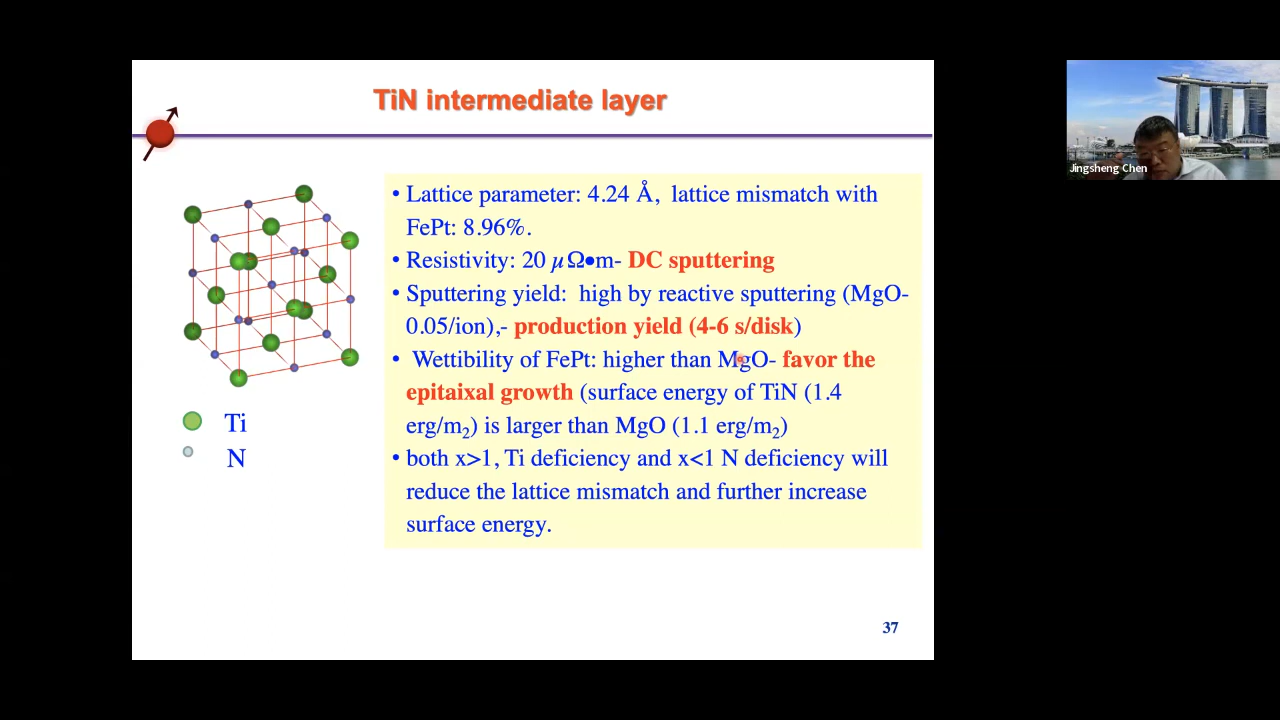 TiN intermediate layer
Jingsheng Chen
• Lattice parameter: 4.24 Å, lattice mismatch with
FePt: 8.96%.
• Resistivity: 20 μΩ•m- DC sputtering
• Sputtering yield: high by reactive sputtering (MgO-
0.05/ion),- production yield (4-6 s/disk)
• Wettibility of FePt: higher than MgO- favor the
epitaixal growth (surface energy of TiN (1.4
erg/m₂) is larger than MgO (1.1 erg/m₂)
• both x>1, Ti deficiency and x<1 N deficiency will
reduce the lattice mismatch and further increase
surface energy.
Ti
N
37